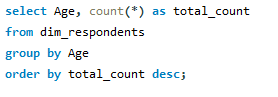 select Age, count(*) as total_count
from dim_respondents
group by Age
order by total_count desc;